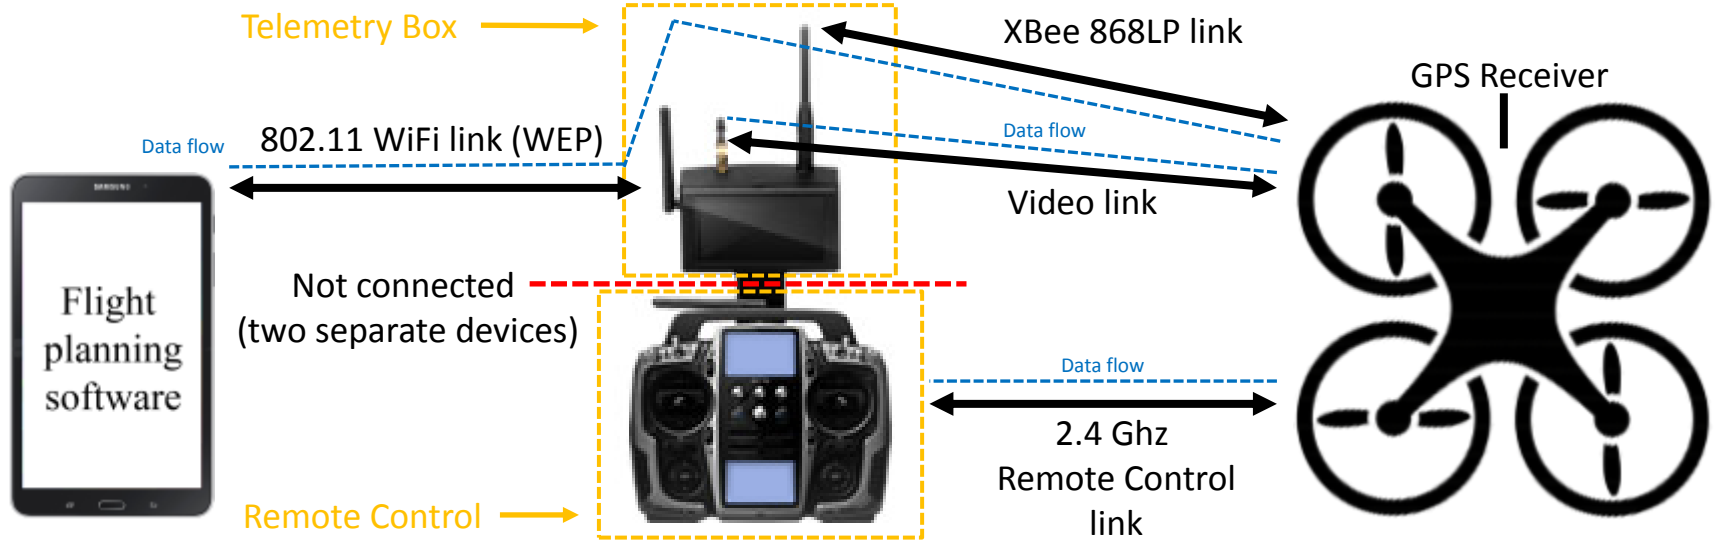 Telemetry Box
XBee 868LP link
GPS Receiver
Data flow
802.11 WiFi link (WEP)
Data flow
Video link
SAMSUNG
Flight
planning
software
Not connected
(two separate devices)
Data flow
2.4 Ghz
Remote Control
link
Remote Control